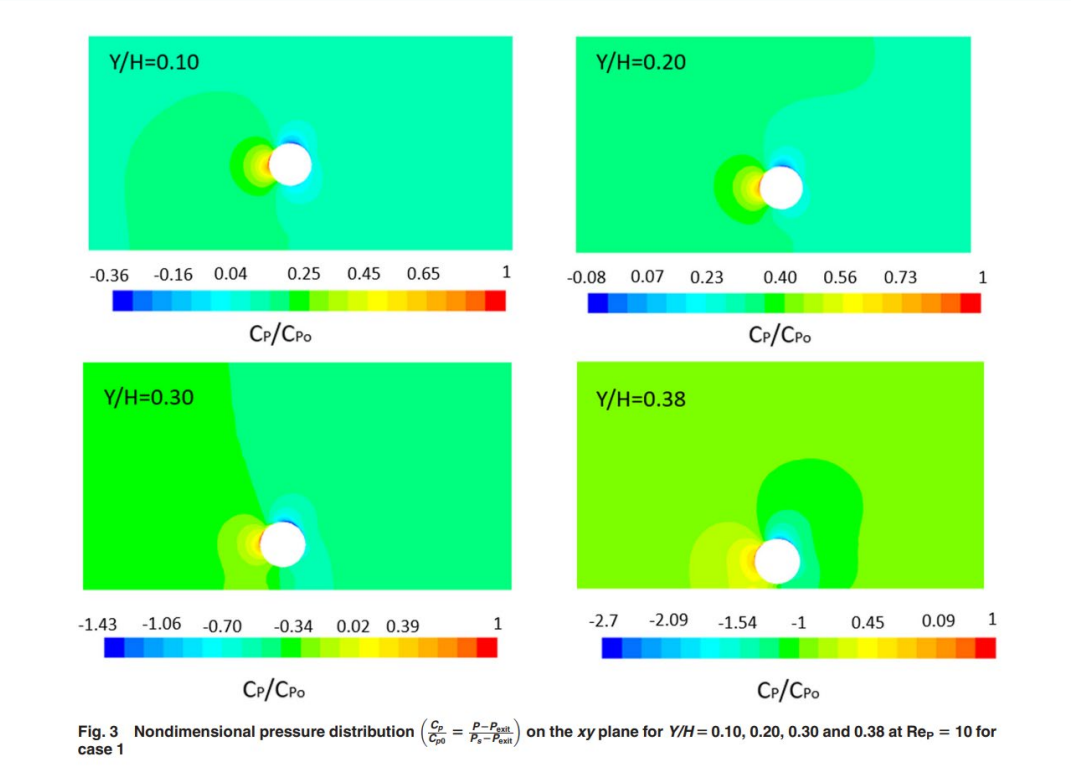 Y/H=0.10
Y/H=0.20
-0.36 -0.16 0.04 0.25 0.45 0.65 1
-0.08 0.07 0.23 0.40 0.56 0.73 1
CP/CPo
CP/CPo
Y/H=0.30
Y/H=0.38
-1.43 -1.06 -0.70 -0.34 0.02 0.39 1
-2.7 -2.09 -1.54 -1 0.45 0.09 1
CP/CPo
CP/CPo
Fig. 3 Nondimensional pressure distribution (Cp/Cp0 = P−Pexit/Ps−Pexit) on the xy plane for Y/H = 0.10, 0.20, 0.30 and 0.38 at ReP = 10 for
case 1